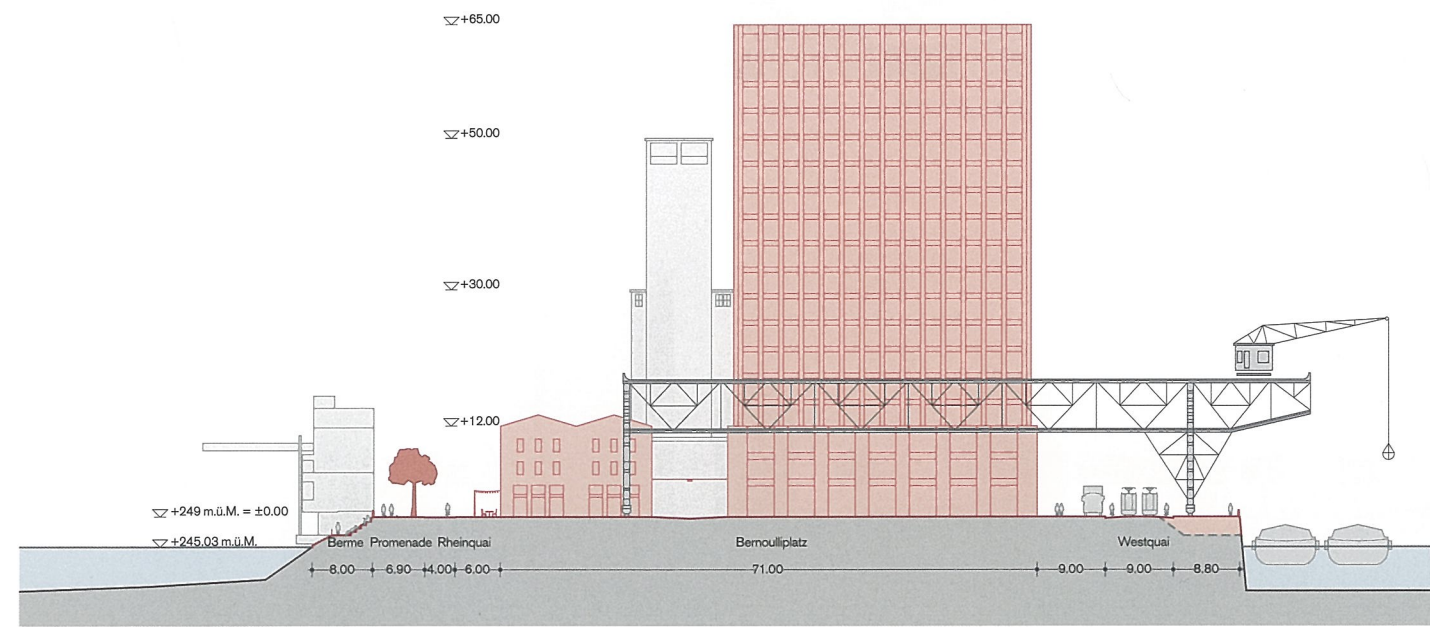 +65.00
+50.00
+30.00
+12.00
+249 m.ü.M. = ±0.00
+245.03 m.ü.M.
Berme Promenade Rheinquai Bernoulliplatz Westquai
8.00 6.90 4.00 6.00 71.00 9.00 9.00 8.80